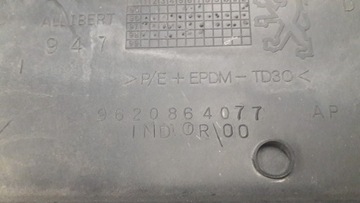 ALLIBERT
947
>P/E+EPDM-TD30<
9620864077 AP
IND OR 00